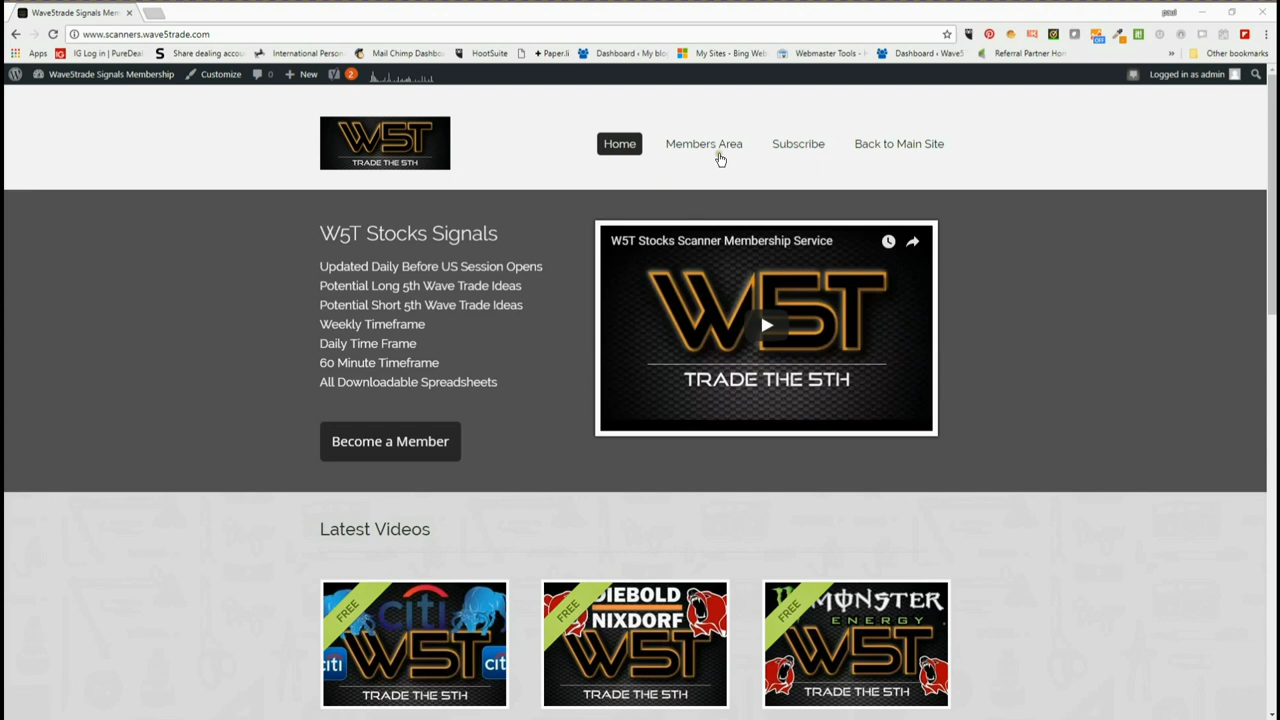 Wave5trade Signals Mem
paul
www.scanners.wave5trade.com
Apps
IG Log in | PureDeal
Share dealing accou
International Person
Mail Chimp Dashbo
HootSuite
+ Paper.li
Dashboard ‹ My blo
My Sites - Bing Web
Webmaster Tools - H
Dashboard ‹ Wave5
Referral Partner Hom
»
Other bookmarks
Wave5trade Signals Membership
Customize
0
New
2
Logged in as admin
W5T
TRADE THE 5TH
Home
Members Area
Subscribe
Back to Main Site
W5T Stocks Signals
Updated Daily Before US Session Opens
Potential Long 5th Wave Trade Ideas
Potential Short 5th Wave Trade Ideas
Weekly Timeframe
Daily Time Frame
60 Minute Timeframe
All Downloadable Spreadsheets
Become a Member
W5T Stocks Scanner Membership Service
W5T
TRADE THE 5TH
Latest Videos
FREE
citi
W5T
citi
citi
TRADE THE 5TH
FREE
DIEBOLD
NIXDORF
W5T
TRADE THE 5TH
FREE
MONSTER
ENERGY
W5T
TRADE THE 5TH